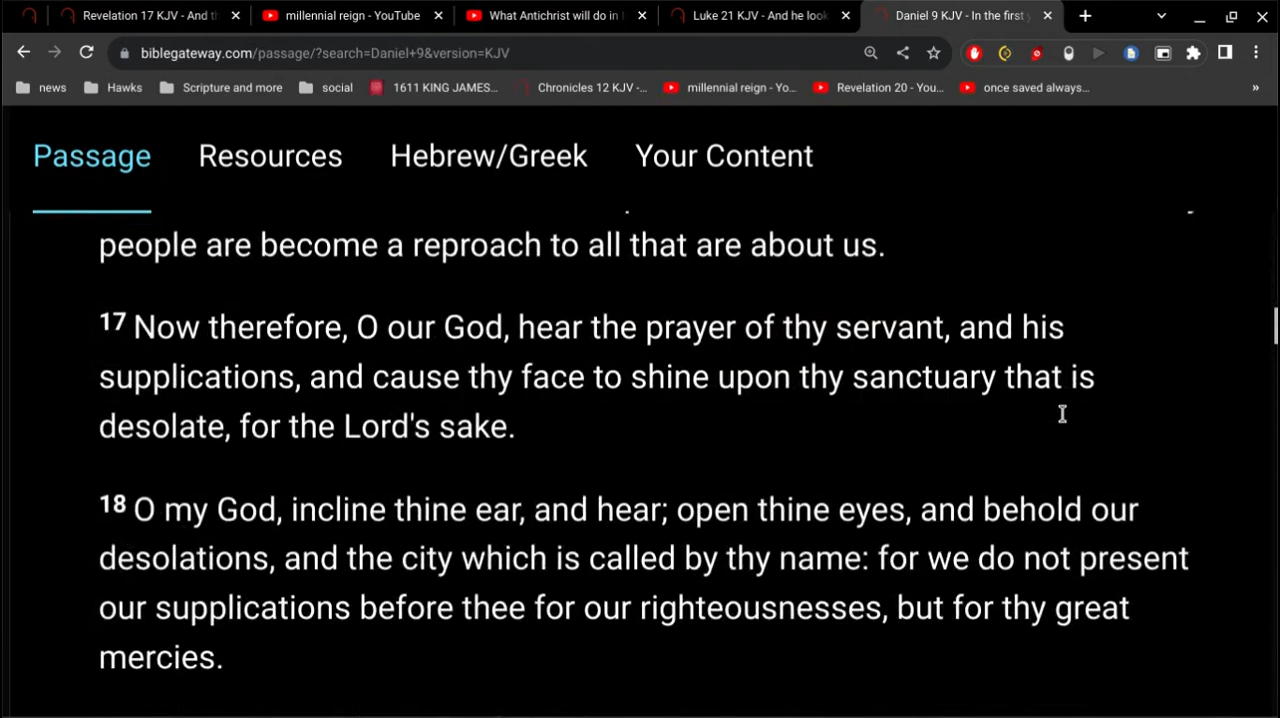 Revelation 17 KJV - And th
millennial reign - YouTube
What Antichrist will do in
Luke 21 KJV - And he look
Daniel 9 KJV - In the first
biblegateway.com/passage/?search=Daniel+9&version=KJV
news
Hawks
Scripture and more
social
1611 KING JAMES...
Chronicles 12 KJV -...
millennial reign - Yo...
Revelation 20 - You...
once saved always...
»
Passage
Resources
Hebrew/Greek
Your Content
people are become a reproach to all that are about us.
17 Now therefore, O our God, hear the prayer of thy servant, and his
supplications, and cause thy face to shine upon thy sanctuary that is
desolate, for the Lord's sake.
18 O my God, incline thine ear, and hear; open thine eyes, and behold our
desolations, and the city which is called by thy name: for we do not present
our supplications before thee for our righteousnesses, but for thy great
mercies.